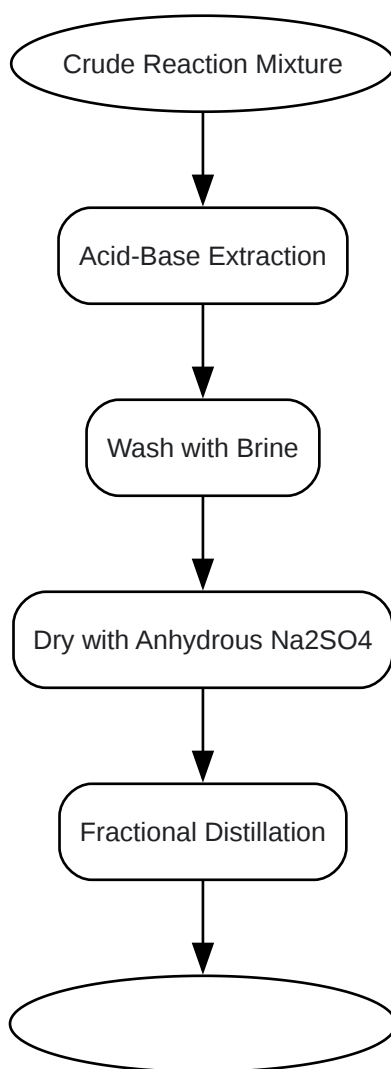 Crude Reaction Mixture
Acid-Base Extraction
Wash with Brine
Dry with Anhydrous Na2SO4
Fractional Distillation